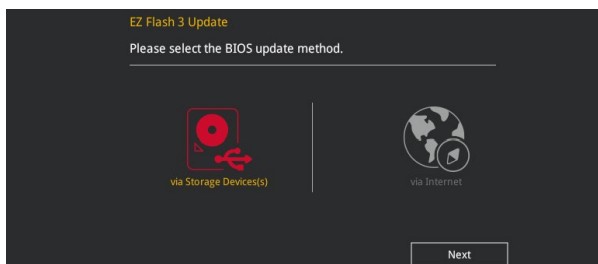 EZ Flash 3 Update
Please select the BIOS update method.
via Storage Devices(s)
via Internet
Next